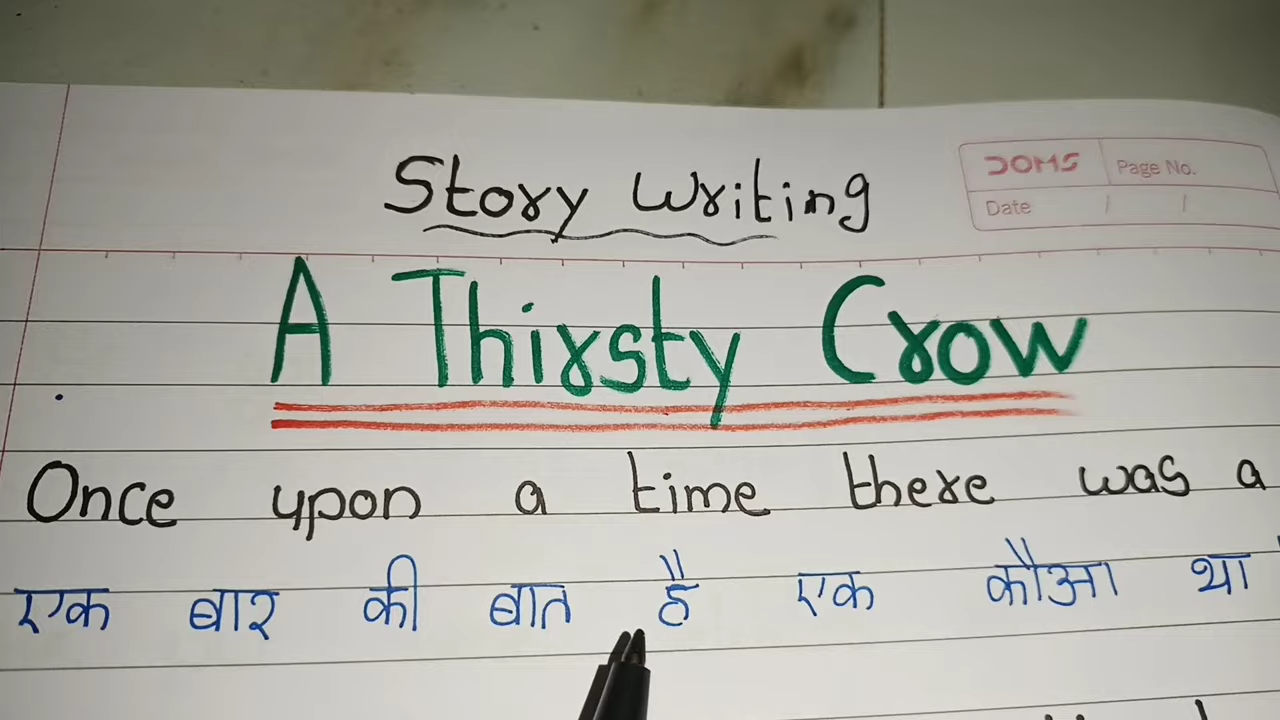 Story Writing
DOMS
Page No.
Date / /
A Thirsty Crow
Once upon a time there was a
एक बार की बात है एक कौआ था